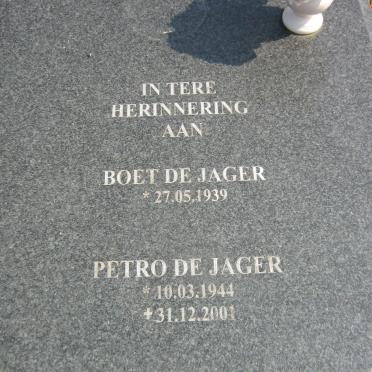 IN TERE
HERINNERING
AAN
BOET DE JAGER
* 27.05.1939
PETRO DE JAGER
* 10.03.1944
✝ 31.12.2001